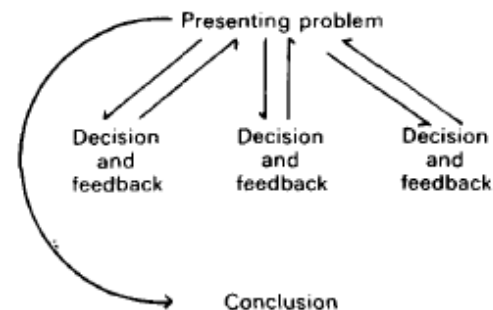 Presenting problem
Decision
and
feedback
Decision
and
feedback
Decision
and
feedback
Conclusion